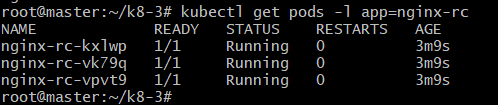 root@master:~/k8-3# kubectl get pods -l app=nginx-rc
NAME READY STATUS RESTARTS AGE
nginx-rc-kxlwp 1/1 Running 0 3m9s
nginx-rc-vk79q 1/1 Running 0 3m9s
nginx-rc-vpvt9 1/1 Running 0 3m9s
root@master:~/k8-3#